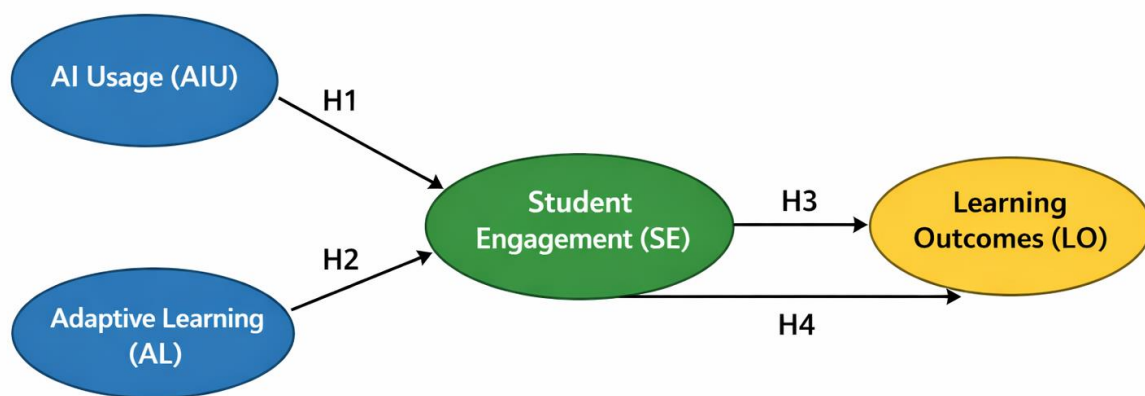 AI Usage (AIU)
H1
Student
Engagement (SE)
H3
Learning
Outcomes (LO)
H2
Adaptive Learning
(AL)
H4